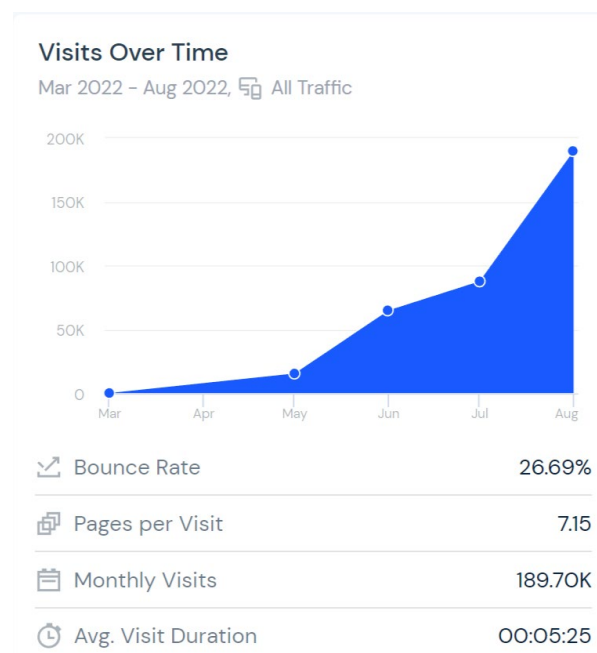 Visits Over Time
Mar 2022 - Aug 2022, All Traffic
200K
150K
100K
50K
0
Mar Apr May Jun Jul Aug
Bounce Rate 26.69%
Pages per Visit 7.15
Monthly Visits 189.70K
Avg. Visit Duration 00:05:25